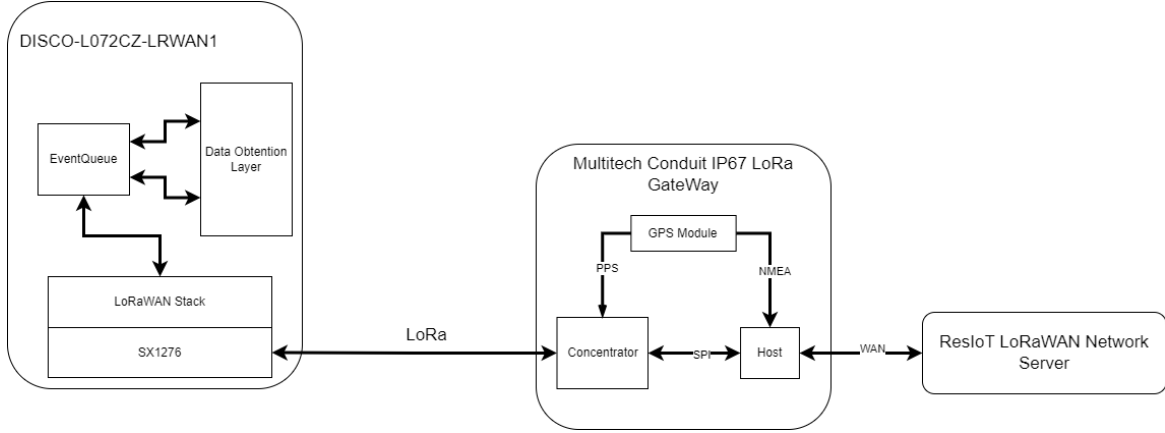 DISCO-L072CZ-LRWAN1
EventQueue
Data Obtention
Layer
LoRaWAN Stack
SX1276
LoRa
Multitech Conduit IP67 LoRa
GateWay
GPS Module
PPS
NMEA
Concentrator
SPI
Host
WAN
ResIoT LoRaWAN Network
Server